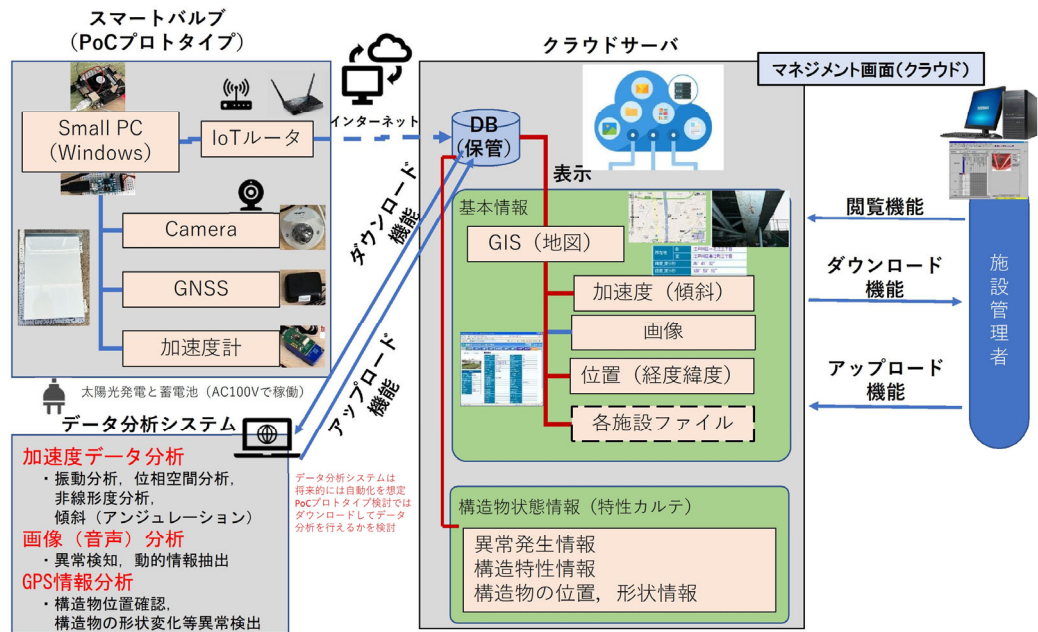 スマートバルブ
（PoCプロトタイプ）
Small PC
(Windows)
IoTルータ
Camera
GNSS
加速度計
太陽光発電と蓄電池（AC100Vで稼働）
インターネット
クラウドサーバ
DB
（保管）
表示
マネジメント画面（クラウド）
基本情報
GIS（地図）
加速度（傾斜）
画像
位置（経度緯度）
各施設ファイル
構造物状態情報（特性カルテ）
異常発生情報
構造特性情報
構造物の位置，形状情報
ダウンロード
機能
アップロード
機能
閲覧機能
ダウンロード
機能
アップロード
機能
施設管理者
データ分析システム
加速度データ分析
・振動分析，位相空間分析，
非線形度分析，
傾斜（アンジュレーション）
画像（音声）分析
・異常検知，動的情報抽出
GPS情報分析
・構造物位置確認，
構造物の形状変化等異常検出
データ分析システムは
将来的には自動化を想定
PoCプロトタイプ検討では
ダウンロードしてデータ
分析を行えるかを検討